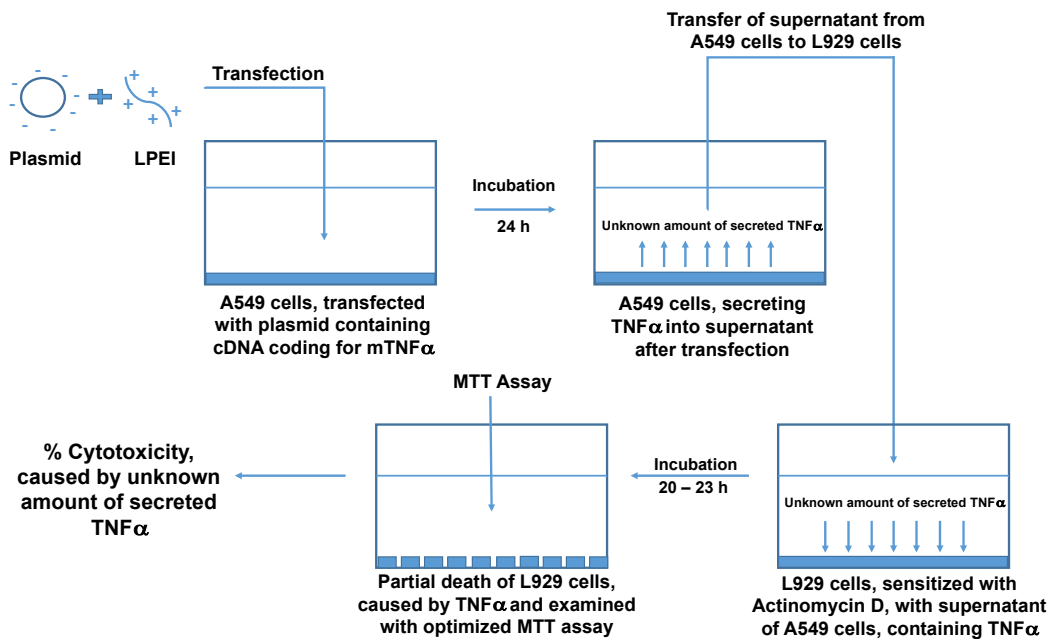 Transfer of supernatant from
A549 cells to L929 cells
Transfection
Plasmid
LPEI
Incubation
24 h
Unknown amount of secreted TNFα
A549 cells, transfected
with plasmid containing
cDNA coding for mTNFα
A549 cells, secreting
TNFα into supernatant
after transfection
MTT Assay
% Cytotoxicity,
caused by unknown
amount of secreted
TNFα
Incubation
20 – 23 h
Unknown amount of secreted TNFα
Partial death of L929 cells,
caused by TNFα and examined
with optimized MTT assay
L929 cells, sensitized with
Actinomycin D, with supernatant
of A549 cells, containing TNFα